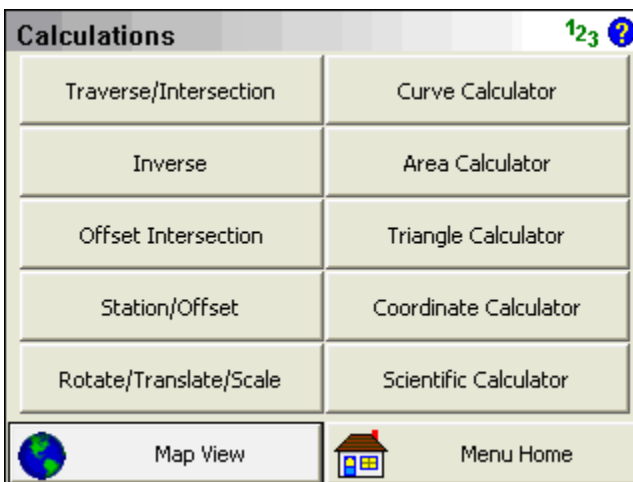 Calculations 123 ?
Traverse/Intersection Curve Calculator
Inverse Area Calculator
Offset Intersection Triangle Calculator
Station/Offset Coordinate Calculator
Rotate/Translate/Scale Scientific Calculator
Map View Menu Home